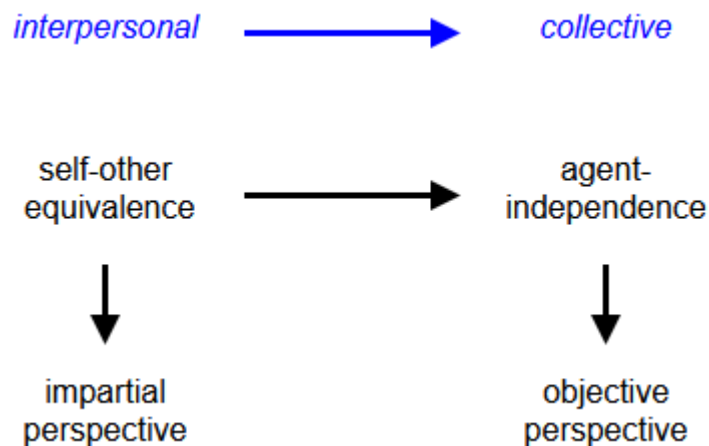 interpersonal
collective
self-other
equivalence
agent-
independence
impartial
perspective
objective
perspective